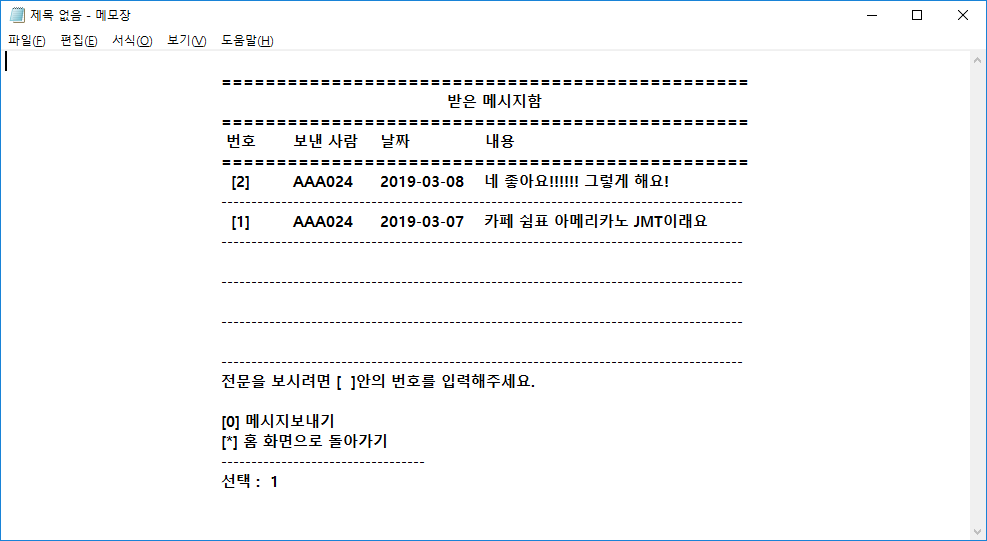 제목 없음 - 메모장
파일(F) 편집(E) 서식(O) 보기(V) 도움말(H)
================================================
받은 메시지함
================================================
번호 보낸 사람 날짜 내용
================================================
[2] AAA024 2019-03-08 네 좋아요!!!!!! 그렇게 해요!
---------------------------------------------------------------------------------------
[1] AAA024 2019-03-07 카페 쉼표 아메리카노 JMT이래요
---------------------------------------------------------------------------------------
---------------------------------------------------------------------------------------
---------------------------------------------------------------------------------------
---------------------------------------------------------------------------------------
전문을 보시려면 [ ]안의 번호를 입력해주세요.
[0] 메시지보내기
[*] 홈 화면으로 돌아가기
----------------------------------
선택 : 1